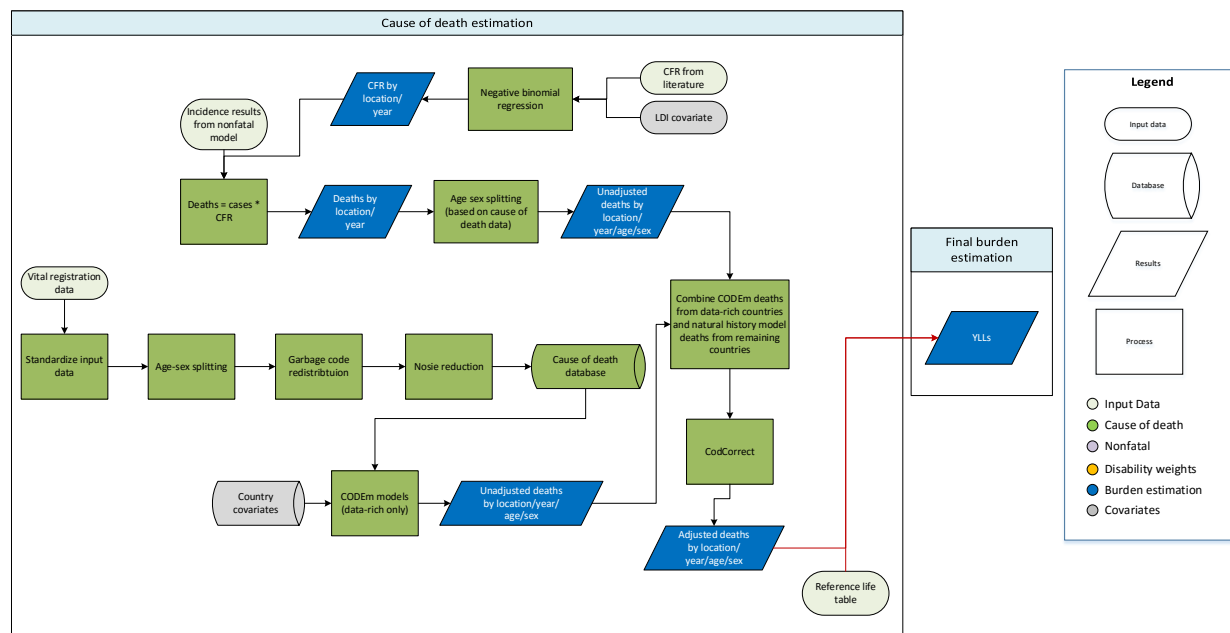 Cause of death estimation
CFR by
location/
year
Negative binomial
regression
CFR from
literature
LDI covariate
Incidence results
from nonfatal
model
Deaths = cases *
CFR
Deaths by
location/
year
Age sex splitting
(based on cause of
death data)
Unadjusted
deaths by
location/
year/age/sex
Vital registration
data
Standardize input
data
Age-sex splitting
Garbage code
redistribtuion
Nosie reduction
Cause of death
database
Combine CODEm deaths
from data-rich countries
and natural history model
deaths from remaining
countries
Country
covariates
CODEm models
(data-rich only)
Unadjusted deaths
by location/year/
age/sex
CodCorrect
Adjusted deaths
by location/
year/age/sex
Reference life
table
Final burden
estimation
YLLs
Legend
Input data
Database
Results
Process
Input Data
Cause of death
Nonfatal
Disability weights
Burden estimation
Covariates